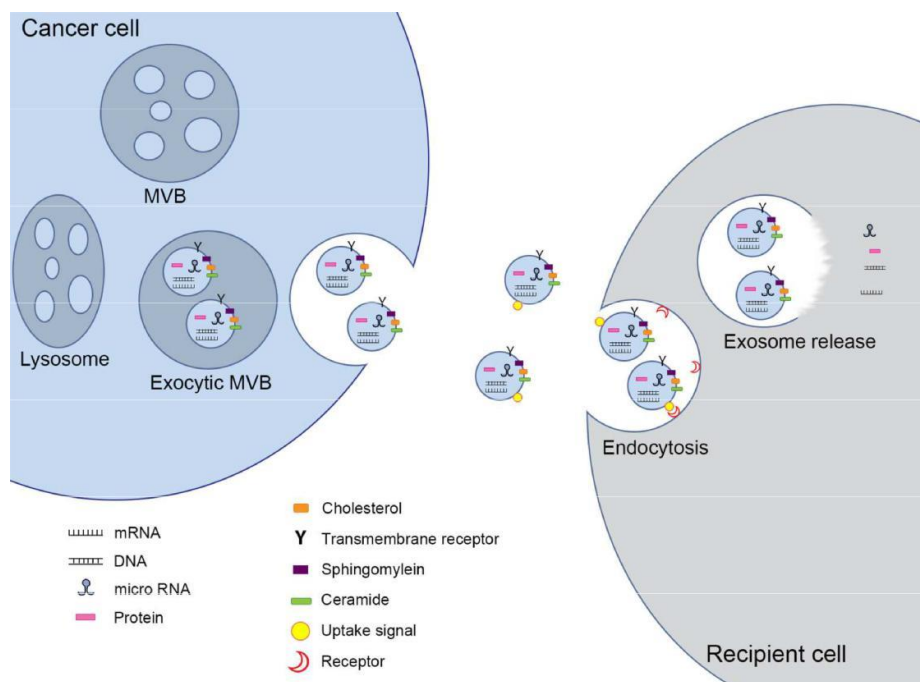 Cancer cell
MVB
Lysosome
Exocytic MVB
Exosome release
Endocytosis
Recipient cell
mRNA
DNA
micro RNA
Protein
Cholesterol
Transmembrane receptor
Sphingomylein
Ceramide
Uptake signal
Receptor